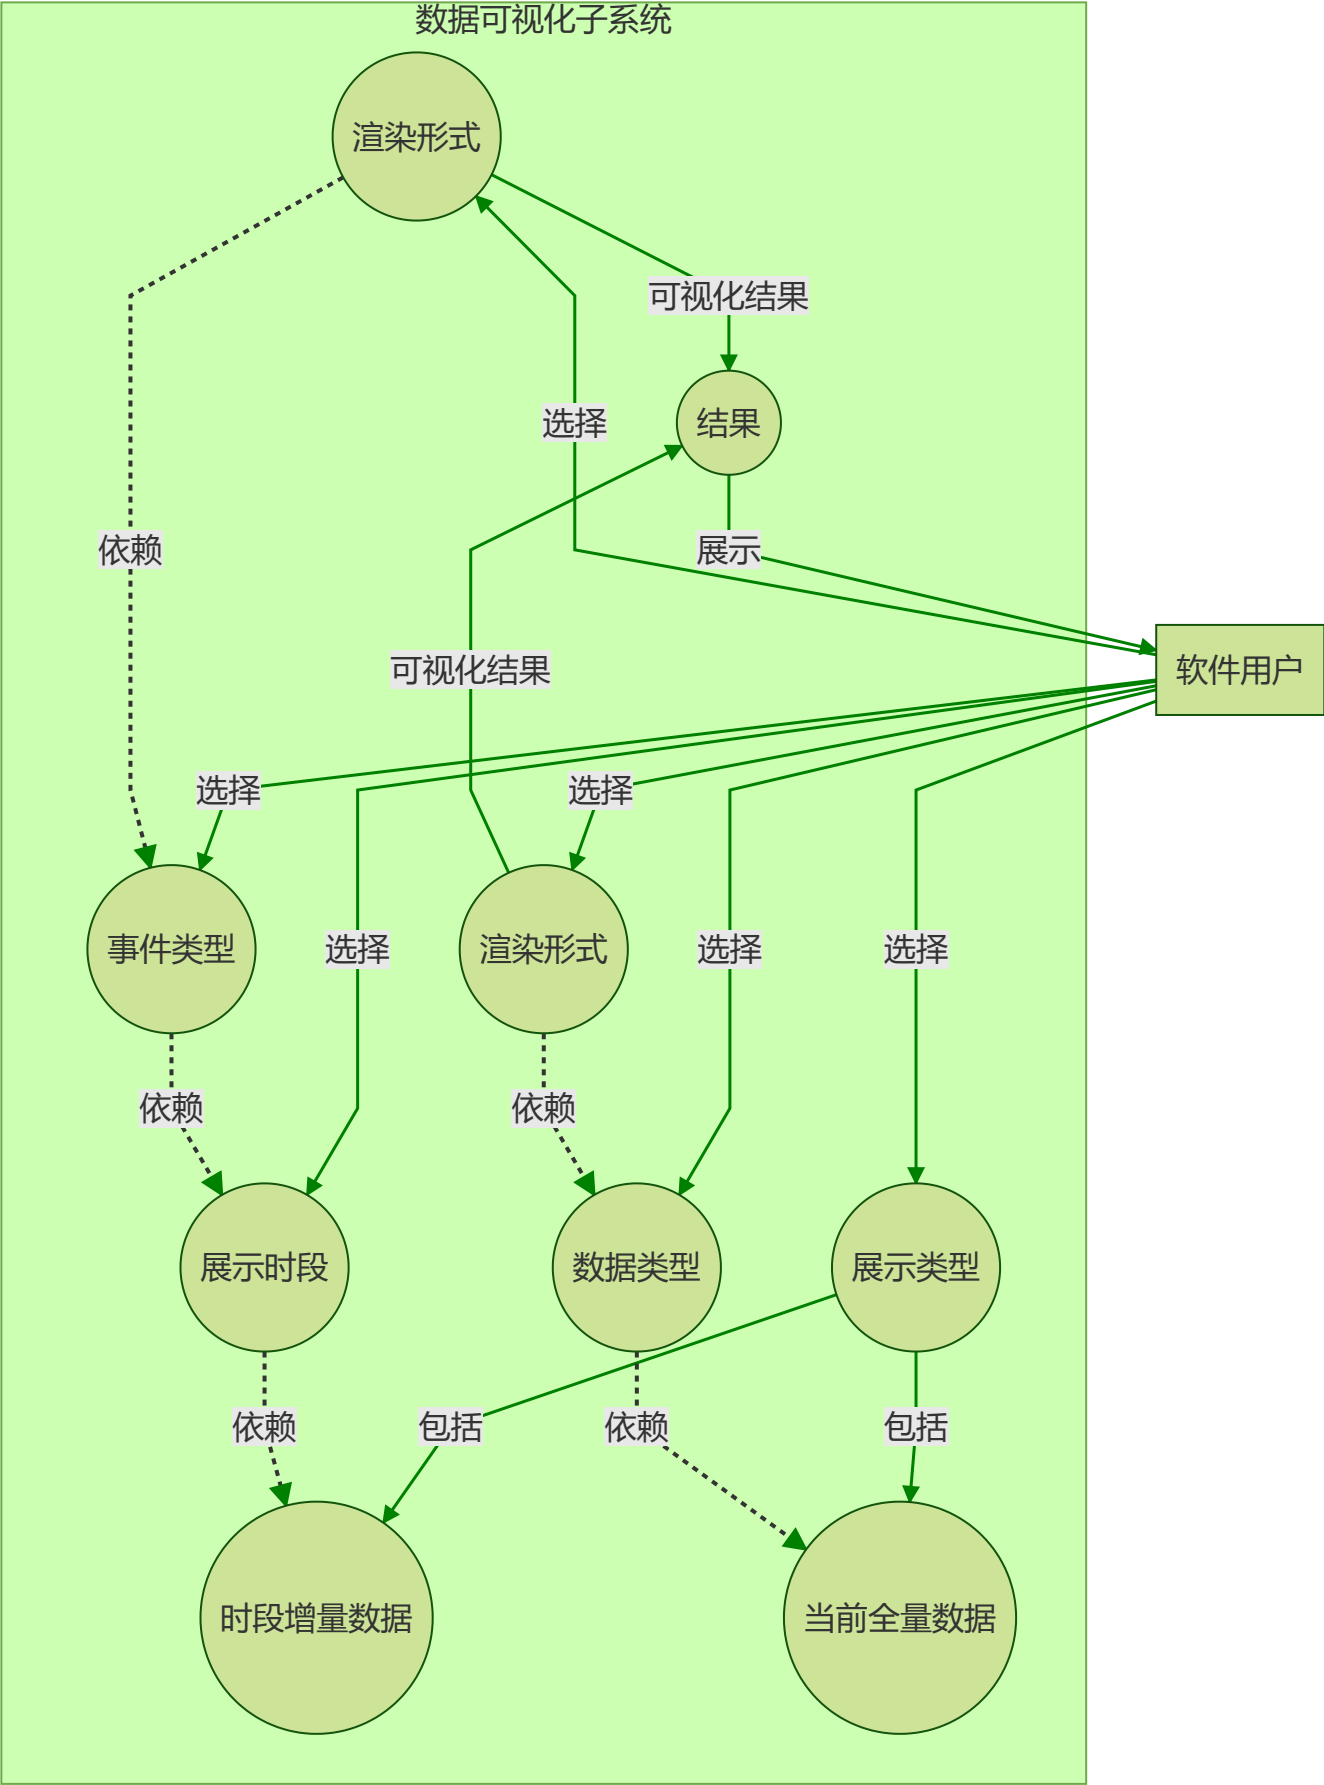 数据可视化子系统
渲染形式
可视化结果
选择
结果
依赖
展示
可视化结果
软件用户
选择
选择
事件类型
选择
渲染形式
选择
选择
依赖
依赖
展示时段
数据类型
展示类型
依赖
包括
依赖
包括
时段增量数据
当前全量数据